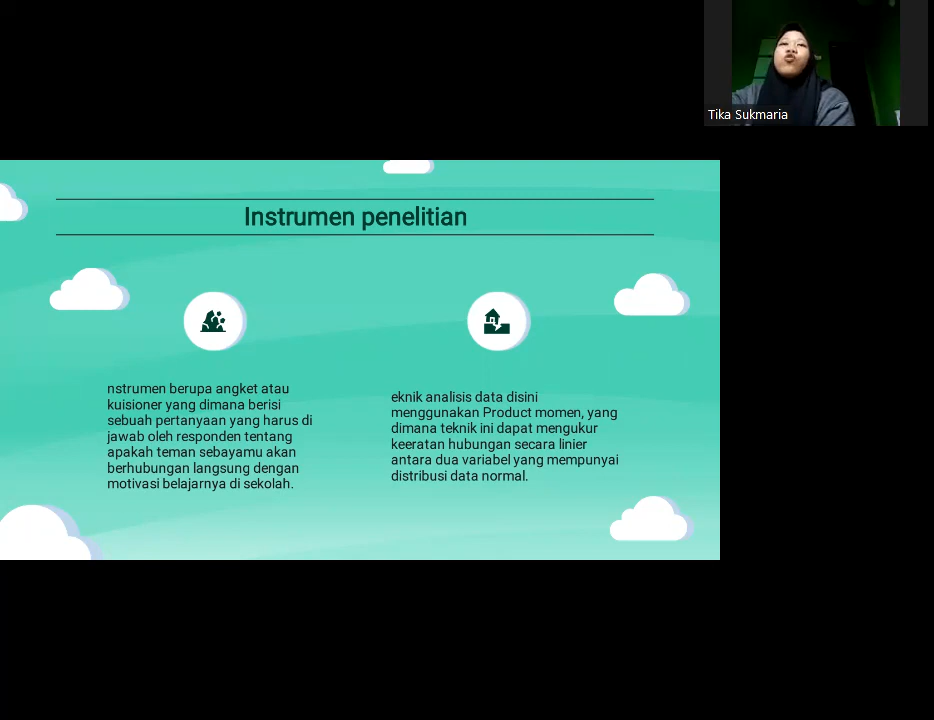 Tika Sukmaria
Instrumen penelitian
nstrumen berupa angket atau
kuisioner yang dimana berisi
sebuah pertanyaan yang harus di
jawab oleh responden tentang
apakah teman sebayamu akan
berhubungan langsung dengan
motivasi belajarnya di sekolah.
eknik analisis data disini
menggunakan Product momen, yang
dimana teknik ini dapat mengukur
keeratan hubungan secara linier
antara dua variabel yang mempunyai
distribusi data normal.